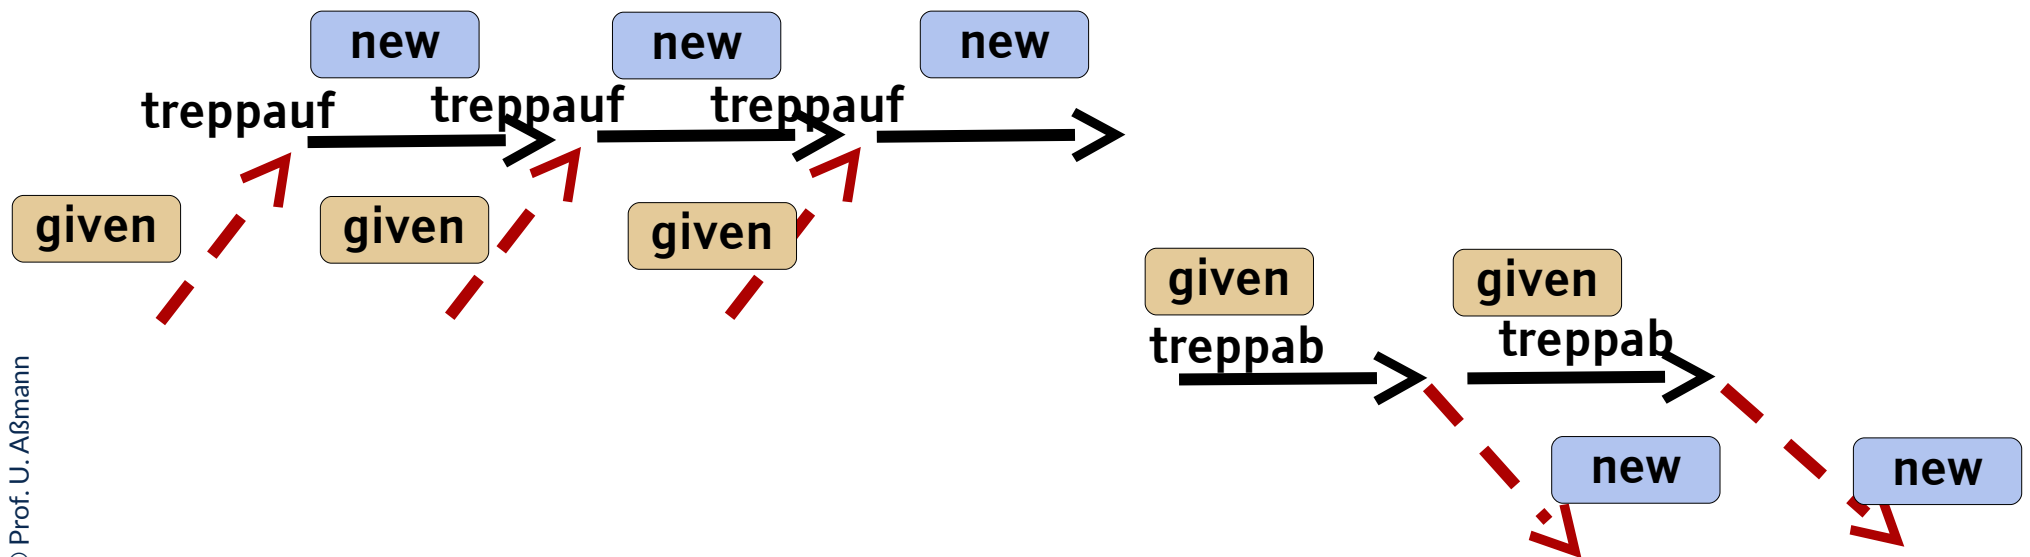 new new new
treppauf treppauf treppauf
given given given
given given
treppab treppab
new new
Prof. U. Aßmann